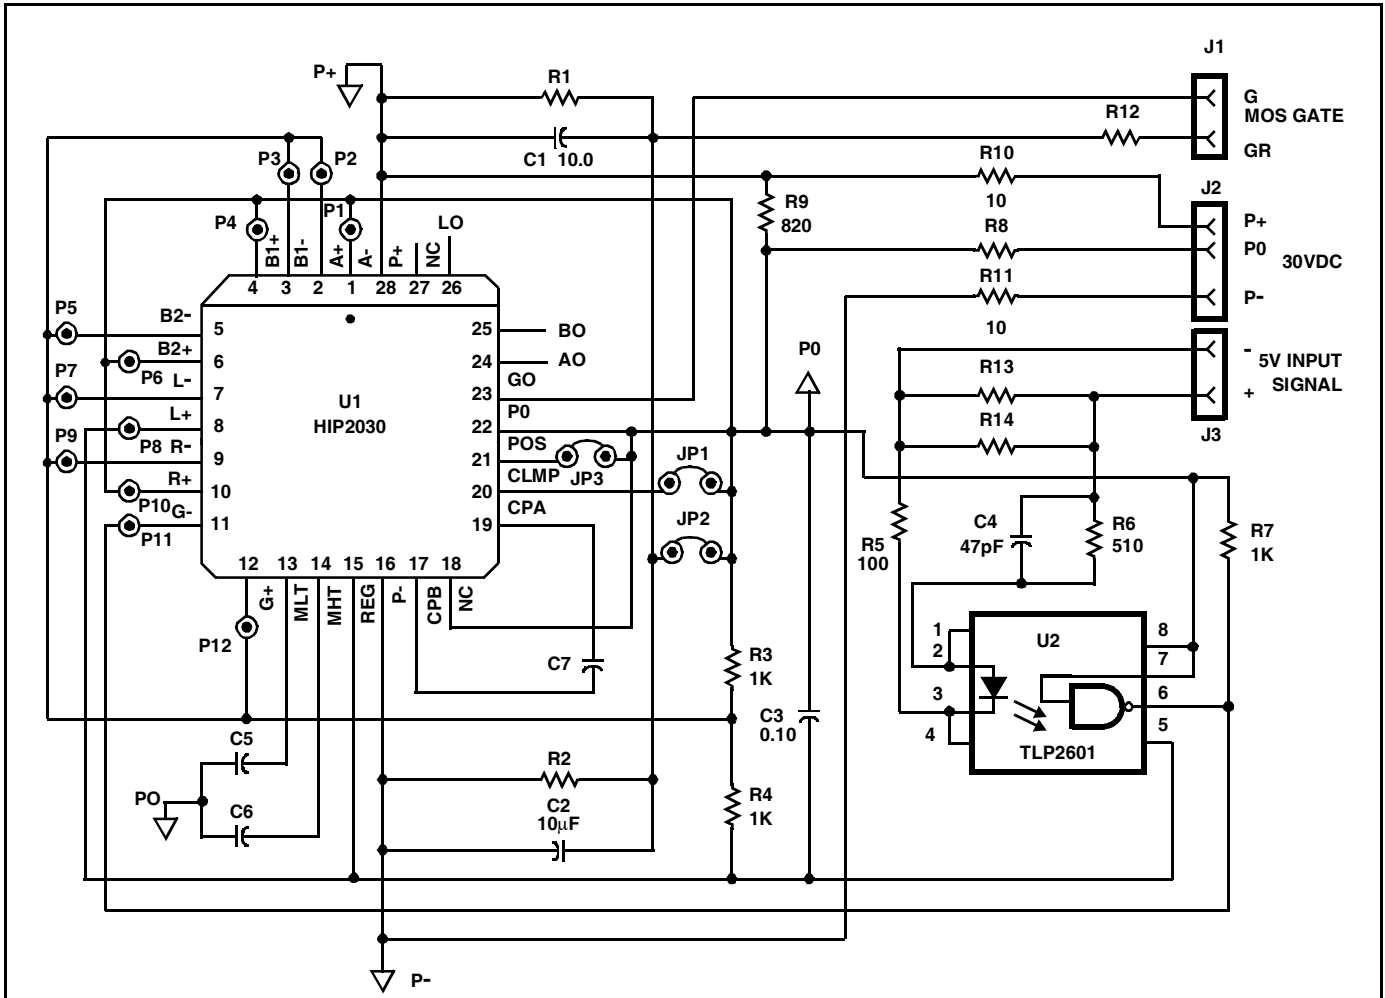 J1
P+
R1
G
MOS GATE
R12
C1 10.0
GR
P3
P2
R10
10
J2
P4
P1
LO
R9
820
R8
P+
P0
30VDC
B1+
B1-
A+
A-
P+
NC
R11
10
P-
4
3
2
1
28
27
26
P5
B2-
5
25
BO
B2+
6
24
AO
P0
-
5V INPUT
SIGNAL
+
P7
P6
L-
7
GO
23
R13
U1
HIP2030
L+
8
P0
22
R14
J3
P9
P8
R-
9
POS
21
JP3
JP1
CLMP
R+
10
20
P10
G-
CPA
11
19
P11
JP2
C4
47pF
R6
510
R5
100
R7
1K
12
13
14
15
16
17
18
G+
MLT
MHT
REG
P-
CPB
NC
P12
C7
R3
1K
1
2
3
4
U2
8
7
6
5
TLP2601
C3
0.10
C5
PO
C6
R2
C2
10µF
R4
1K
P-